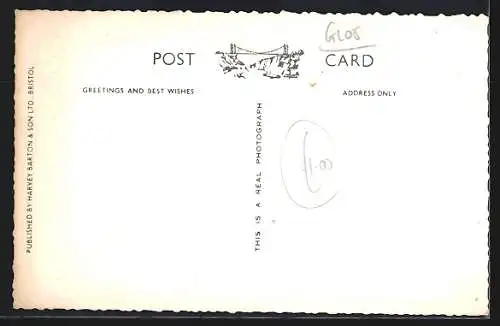 GLOS
POST CARD
GREETINGS AND BEST WISHES
ADDRESS ONLY
PUBLISHED BY HARVEY BARTON & SON LTD. BRISTOL
THIS IS A REAL PHOTOGRAPH
1-00